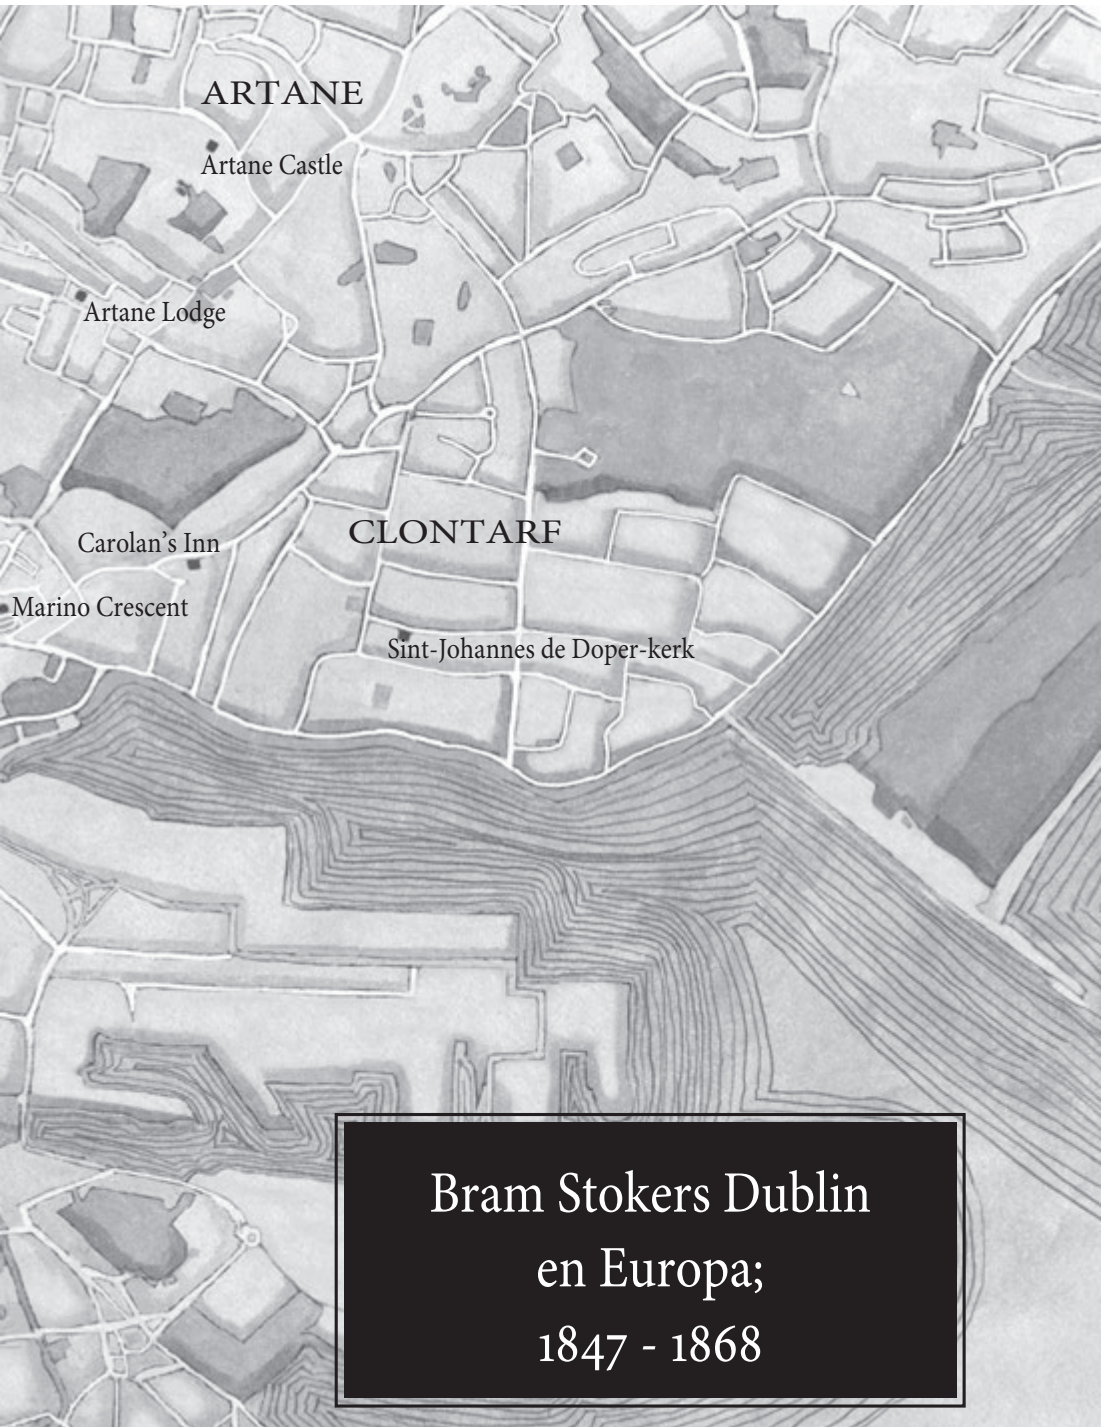 ARTANE
Artane Castle
Artane Lodge
CLONTARF
Carolan's Inn
Marino Crescent
Sint-Johannes de Doper-kerk
Bram Stokers Dublin
en Europa;
1847 - 1868